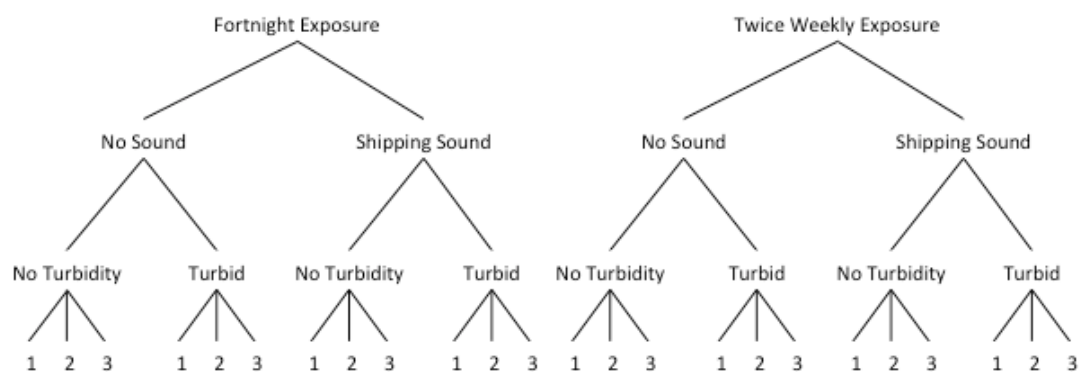 Fortnight Exposure Twice Weekly Exposure
No Sound Shipping Sound No Sound Shipping Sound
No Turbidity Turbid No Turbidity Turbid No Turbidity Turbid No Turbidity Turbid
1 2 3 1 2 3 1 2 3 1 2 3 1 2 3 1 2 3 1 2 3 1 2 3